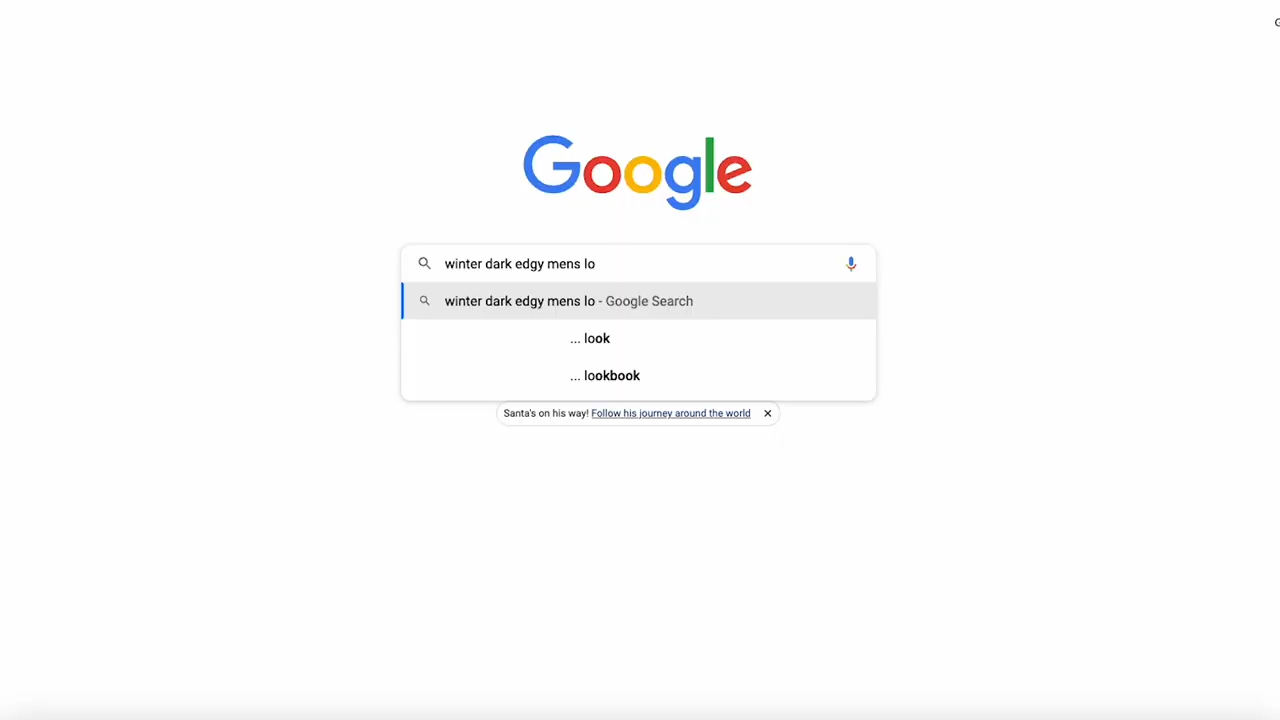 G
Google
winter dark edgy mens lo
winter dark edgy mens lo - Google Search
... look
... lookbook
Santa's on his way! Follow his journey around the world